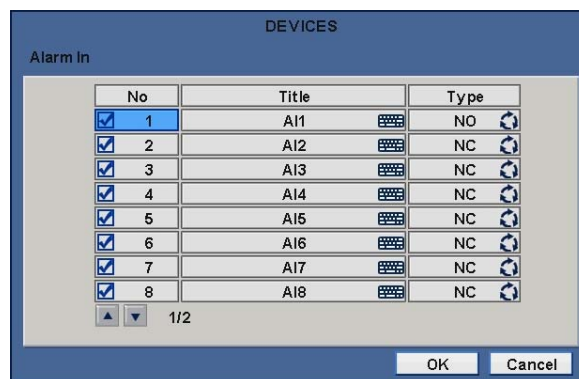 DEVICES
Alarm In
No Title Type
1 AI1 NO
2 AI2 NC
3 AI3 NC
4 AI4 NC
5 AI5 NC
6 AI6 NC
7 AI7 NC
8 AI8 NC
1/2
OK Cancel